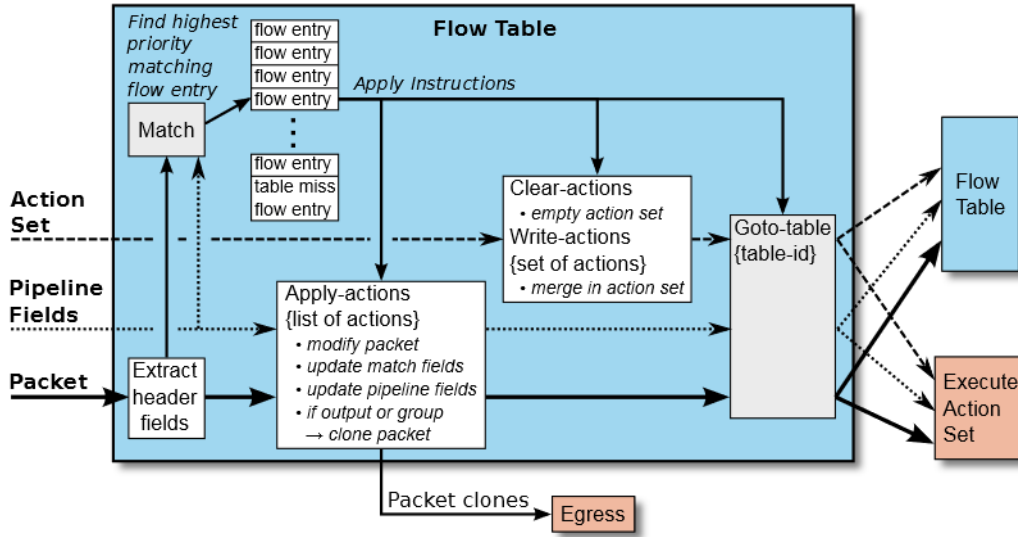 Flow Table
Find highest
priority
matching
flow entry
flow entry
flow entry
flow entry
flow entry
Apply Instructions
Match
flow entry
table miss
flow entry
Action
Set
Clear-actions
• empty action set
Write-actions
{set of actions}
• merge in action set
Goto-table
{table-id}
Flow
Table
Pipeline
Fields
Apply-actions
{list of actions}
• modify packet
• update match fields
• update pipeline fields
• if output or group
→ clone packet
Packet
Extract
header
fields
Execute
Action
Set
Packet clones
Egress